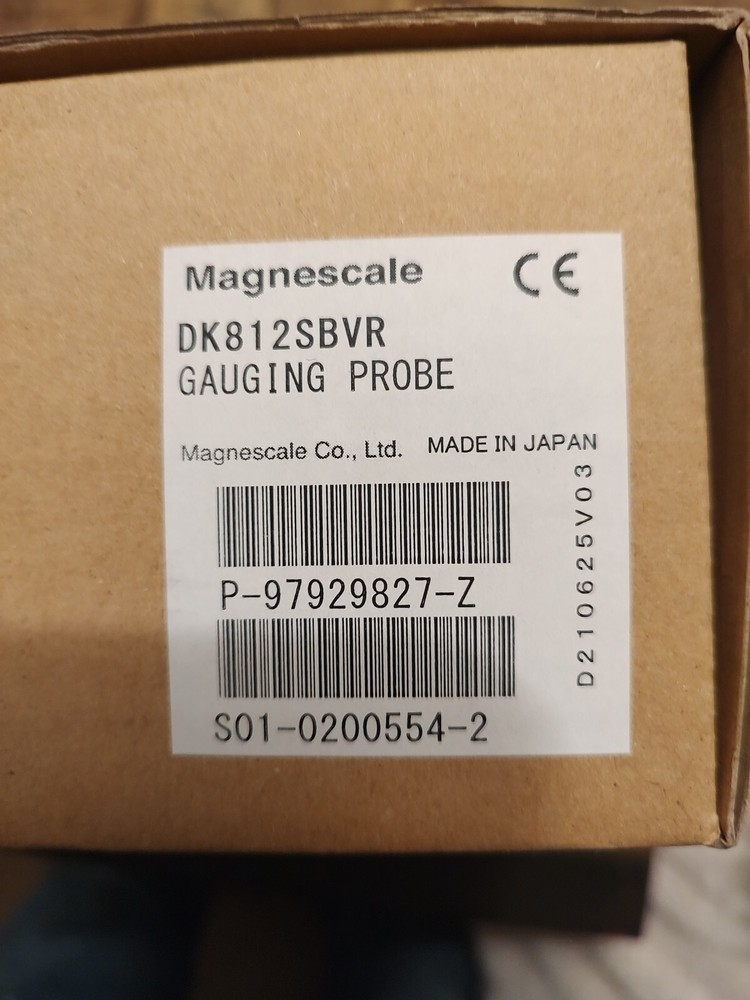 Magnescale CE
DK812SBVR
GAUGING PROBE
Magnescale Co., Ltd. MADE IN JAPAN
P-97929827-Z
S01-0200554-2
D210625V03